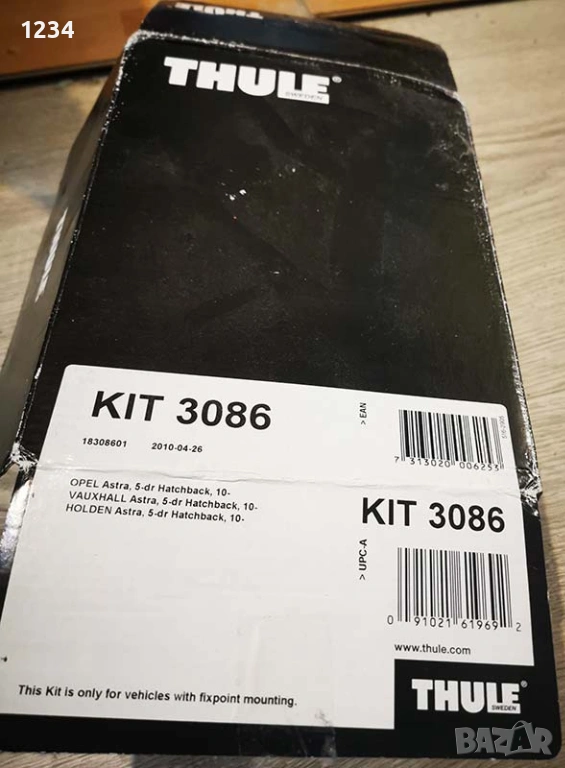 1234
THULE
THULE®
SWEDEN
KIT 3086
> EAN
7 313020 006253
18308601 2010-04-26
OPEL Astra, 5-dr Hatchback, 10-
VAUXHALL Astra, 5-dr Hatchback, 10-
HOLDEN Astra, 5-dr Hatchback, 10-
KIT 3086
> UPC-A
0 91021 61969 2
www.thule.com
This Kit is only for vehicles with fixpoint mounting.
THULE®
SWEDEN
BAZAR